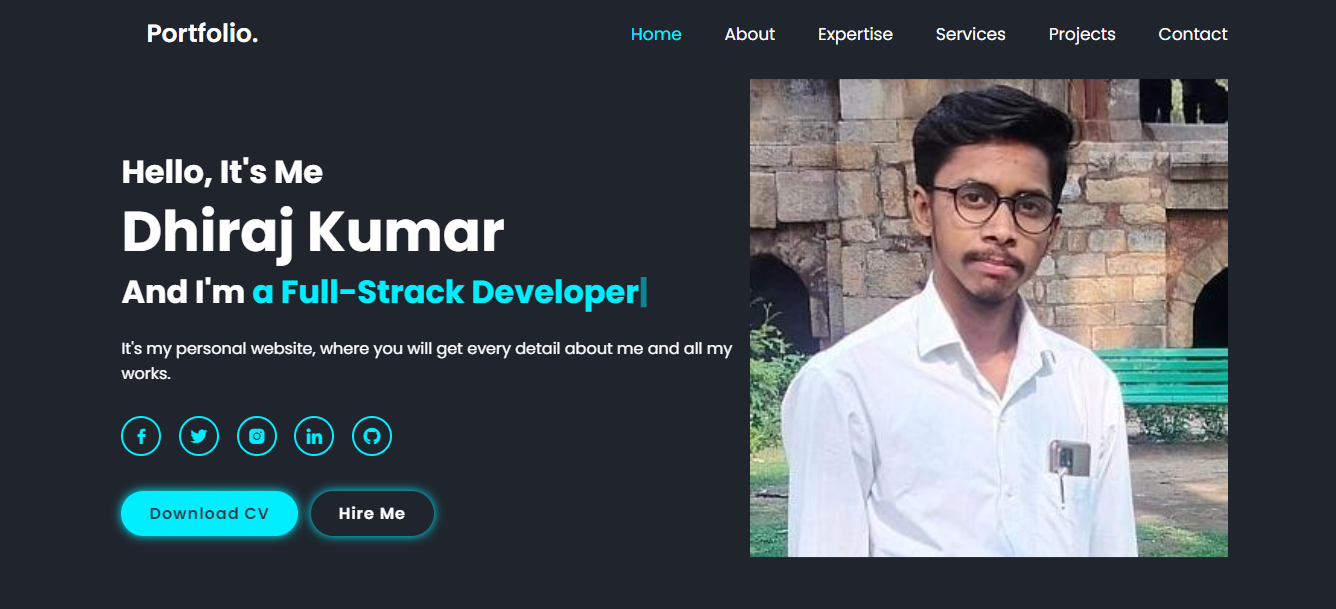 Portfolio.
Home About Expertise Services Projects Contact
Hello, It's Me
Dhiraj Kumar
And I'm a Full-Strack Developer
It's my personal website, where you will get every detail about me and all my
works.
Download CV Hire Me